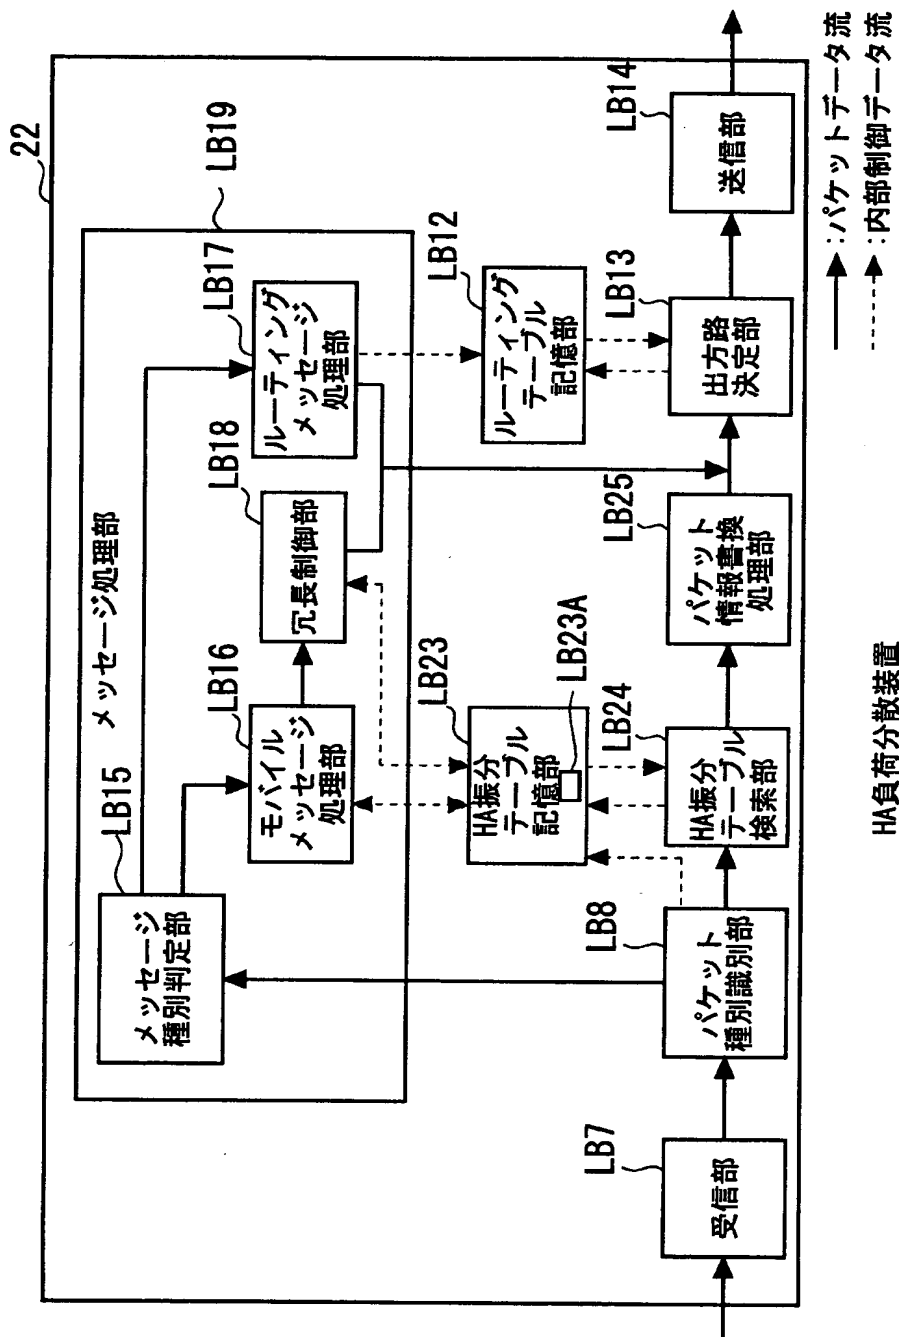 22
LB19
メッセージ処理部
LB15
メッセージ
種別判定部
LB16
モバイル
メッセージ
処理部
LB18
冗長制御部
LB17
ルーティング
メッセージ
処理部
LB23
HA振分
テーブル
記憶部
LB23A
LB12
ルーティング
テーブル
記憶部
LB7
受信部
LB8
パケット
種別識別部
LB24
HA振分
テーブル
検索部
LB25
パケット
情報書換
処理部
LB13
出方路
決定部
LB14
送信部
:パケットデータ流
:内部制御データ流
HA負荷分散装置